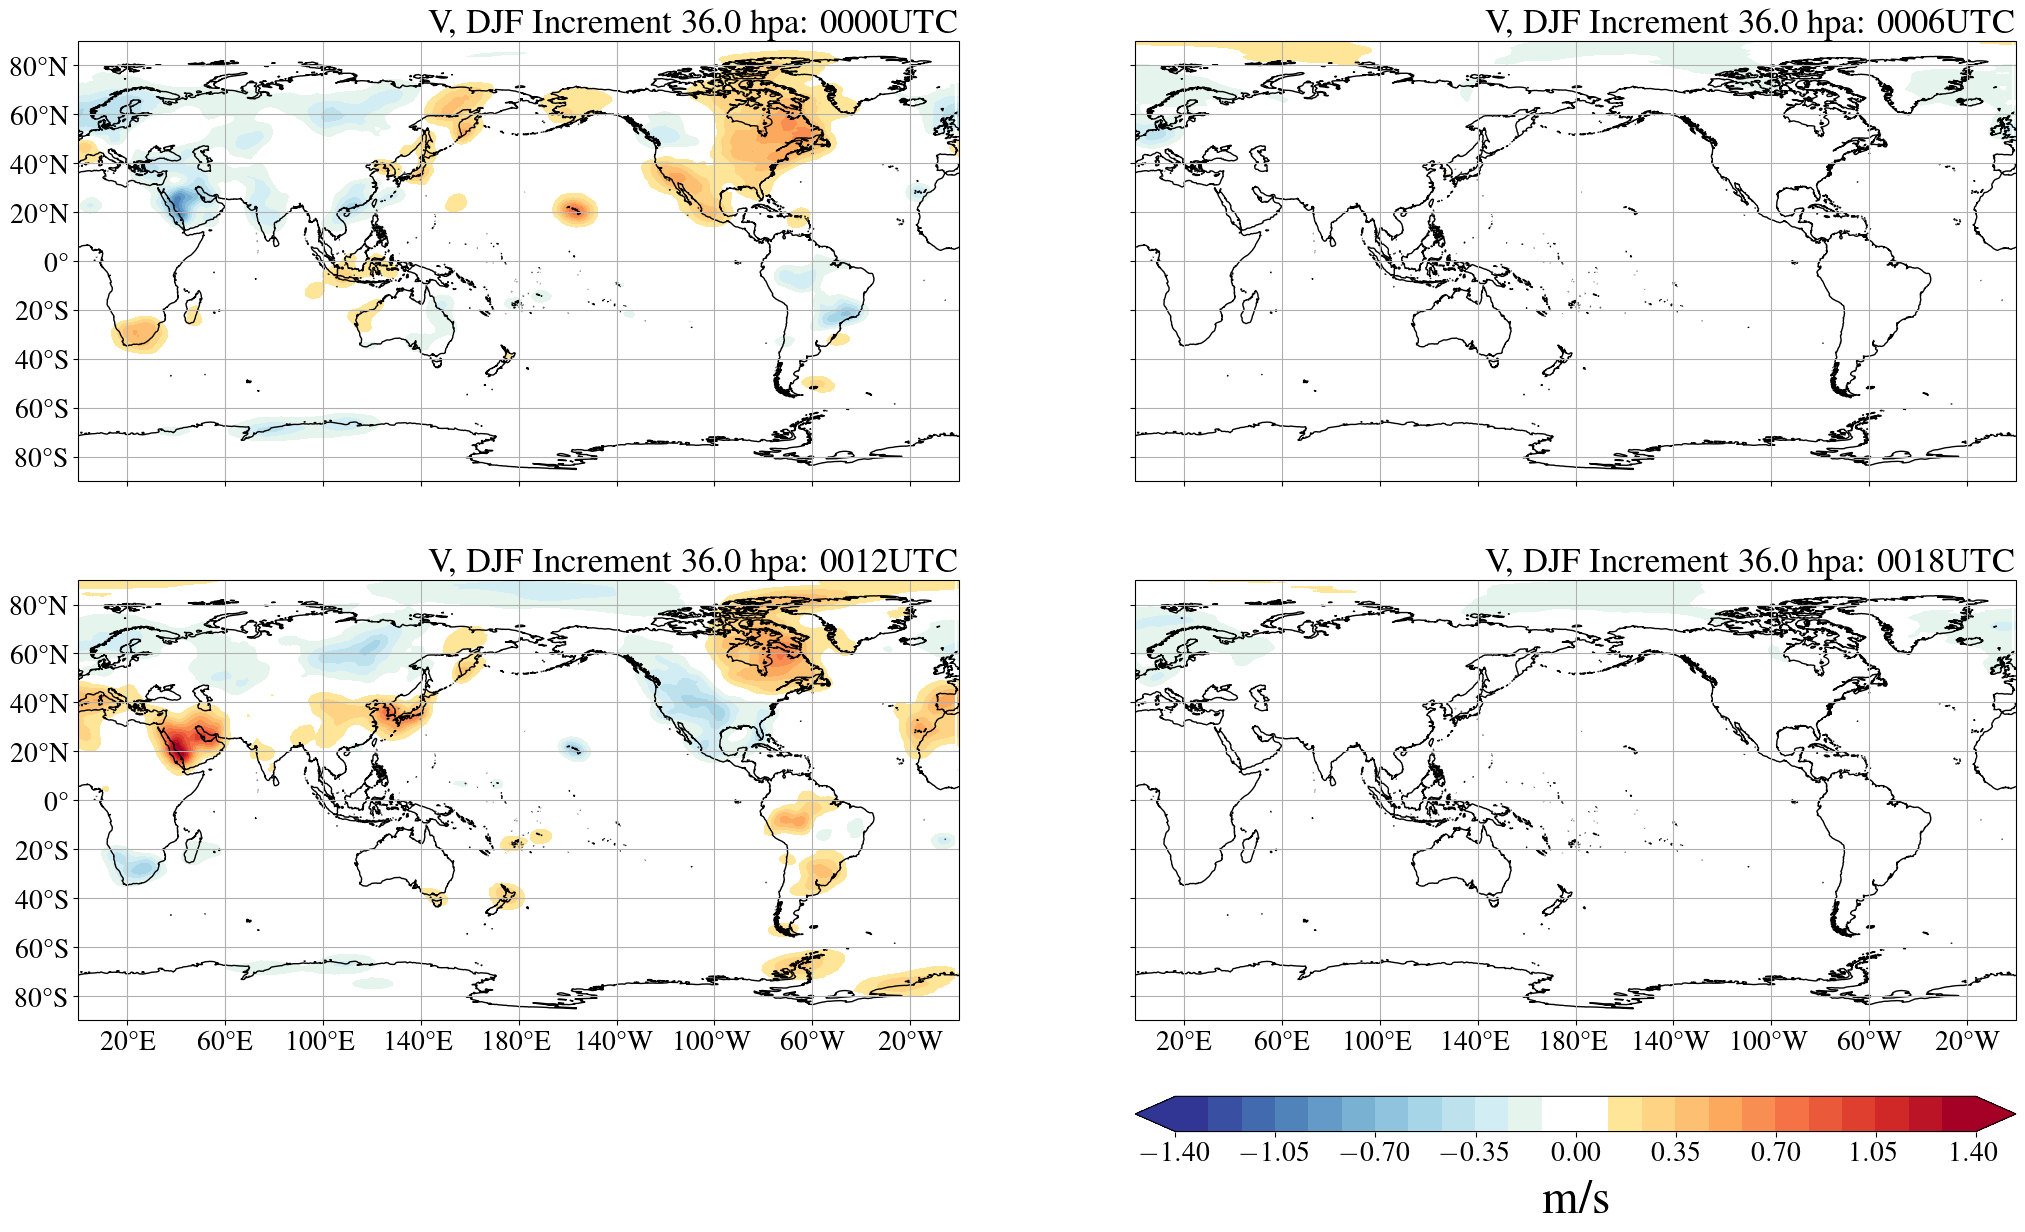 V, DJF Increment 36.0 hpa: 0000UTC
V, DJF Increment 36.0 hpa: 0006UTC
80°N
60°N
40°N
20°N
0°
20°S
40°S
60°S
80°S
V, DJF Increment 36.0 hpa: 0012UTC
V, DJF Increment 36.0 hpa: 0018UTC
80°N
60°N
40°N
20°N
0°
20°S
40°S
60°S
80°S
20°E 60°E 100°E 140°E 180°E 140°W 100°W 60°W 20°W
20°E 60°E 100°E 140°E 180°E 140°W 100°W 60°W 20°W
−1.40 −1.05 −0.70 −0.35 0.00 0.35 0.70 1.05 1.40
m/s